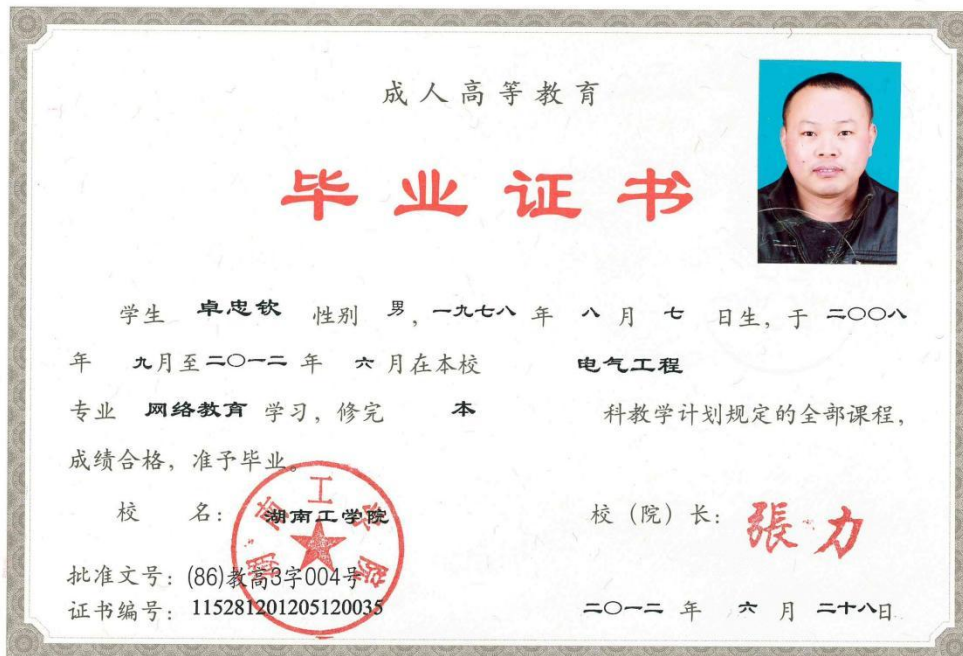 成人高等教育
毕业证书
学生 卓忠钦 性别 男，一九七八 年 八 月 七 日生，于 二〇〇八
年 九月至二〇一二 年 六 月在本校 电气工程
专业 网络教育 学习，修完 本 科教学计划规定的全部课程，
成绩合格，准予毕业。
校 名：湖南工学院 校（院）长：張力
湖南工学院
批准文号：(86)教高3字004号
证书编号：115281201205120035 二〇一二 年 六 月 二十八日